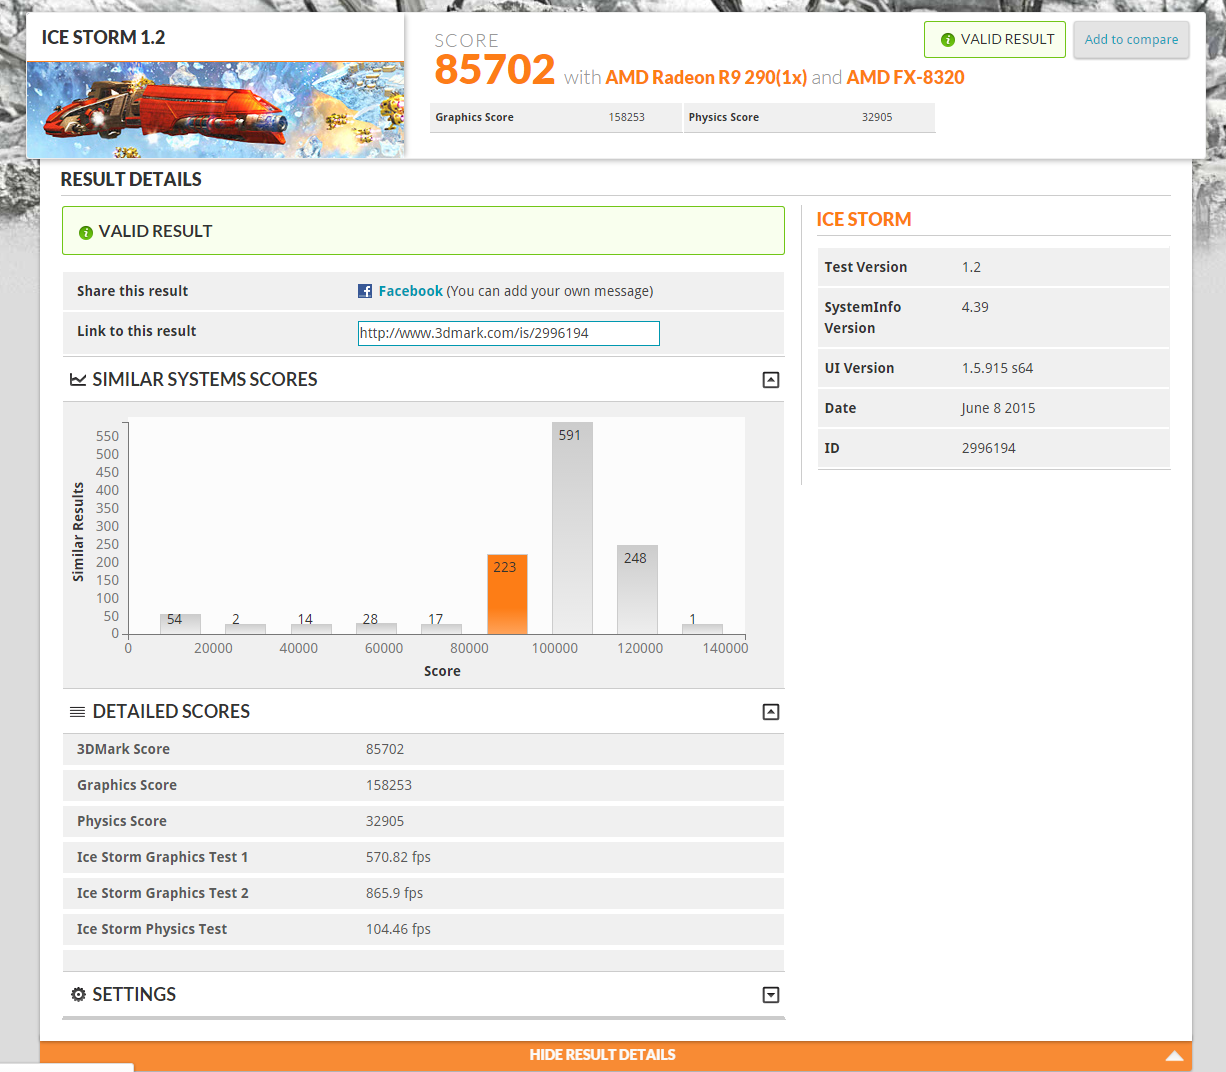 ICE STORM 1.2
SCORE
85702 with AMD Radeon R9 290(1x) and AMD FX-8320
VALID RESULT
Add to compare
Graphics Score 158253 Physics Score 32905
RESULT DETAILS
VALID RESULT
Share this result Facebook (You can add your own message)
Link to this result http://www.3dmark.com/is/2996194
SIMILAR SYSTEMS SCORES
Similar Results
550
500
450
400
350
300
250
200
150
100
50
0
54 2 14 28 17 223 591 248 1
0 20000 40000 60000 80000 100000 120000 140000
Score
DETAILED SCORES
3DMark Score 85702
Graphics Score 158253
Physics Score 32905
Ice Storm Graphics Test 1 570.82 fps
Ice Storm Graphics Test 2 865.9 fps
Ice Storm Physics Test 104.46 fps
SETTINGS
ICE STORM
Test Version 1.2
SystemInfo 4.39
Version
UI Version 1.5.915 s64
Date June 8 2015
ID 2996194
HIDE RESULT DETAILS